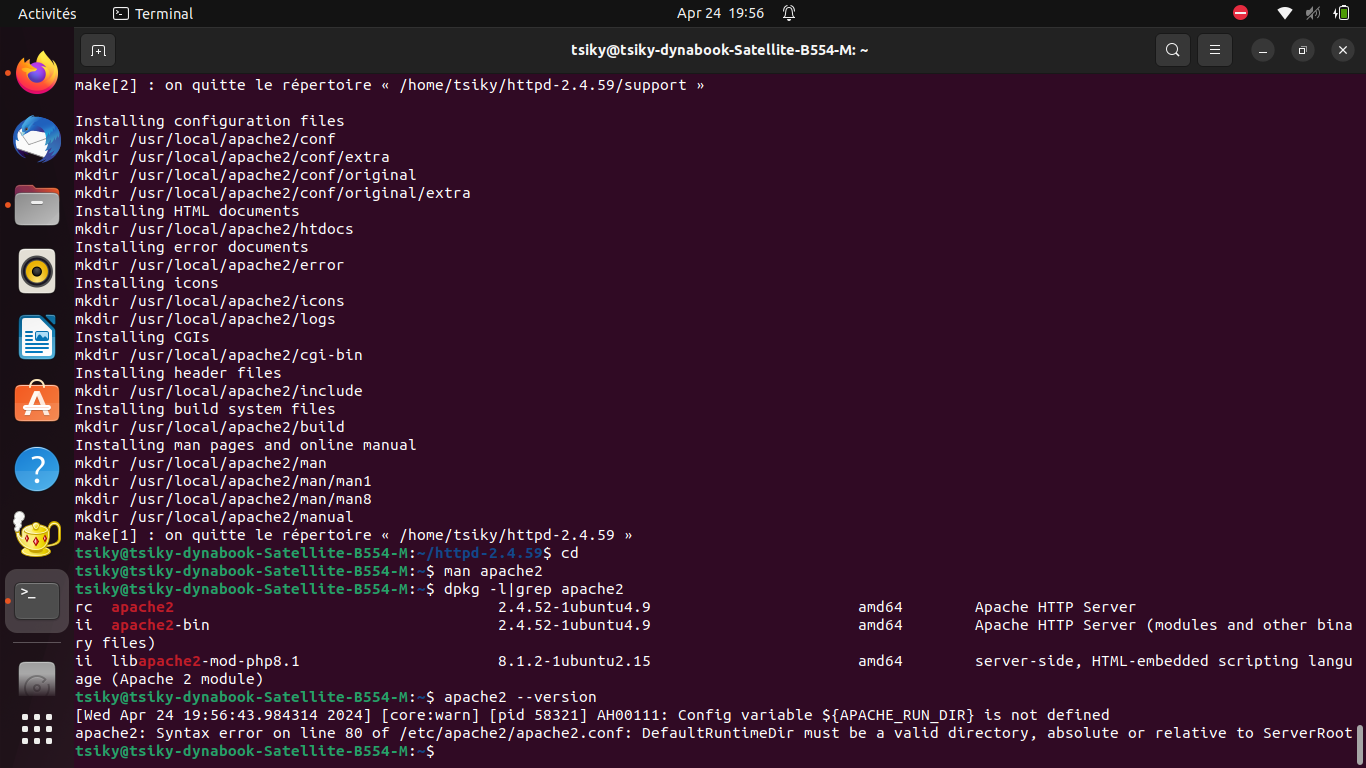 Activités
Terminal
Apr 24 19:56
tsiky@tsiky-dynabook-Satellite-B554-M: ~
make[2] : on quitte le répertoire « /home/tsiky/httpd-2.4.59/support »
Installing configuration files
mkdir /usr/local/apache2/conf
mkdir /usr/local/apache2/conf/extra
mkdir /usr/local/apache2/conf/original
mkdir /usr/local/apache2/conf/original/extra
Installing HTML documents
mkdir /usr/local/apache2/htdocs
Installing error documents
mkdir /usr/local/apache2/error
Installing icons
mkdir /usr/local/apache2/icons
mkdir /usr/local/apache2/logs
Installing CGIs
mkdir /usr/local/apache2/cgi-bin
Installing header files
mkdir /usr/local/apache2/include
Installing build system files
mkdir /usr/local/apache2/build
Installing man pages and online manual
mkdir /usr/local/apache2/man
mkdir /usr/local/apache2/man/man1
mkdir /usr/local/apache2/man/man8
mkdir /usr/local/apache2/manual
make[1] : on quitte le répertoire « /home/tsiky/httpd-2.4.59 »
tsiky@tsiky-dynabook-Satellite-B554-M:~/httpd-2.4.59$ cd
tsiky@tsiky-dynabook-Satellite-B554-M:~$ man apache2
tsiky@tsiky-dynabook-Satellite-B554-M:~$ dpkg -l|grep apache2
rc  apache2 2.4.52-1ubuntu4.9 amd64 Apache HTTP Server
ii  apache2-bin 2.4.52-1ubuntu4.9 amd64 Apache HTTP Server (modules and other bina
ry files)
ii  libapache2-mod-php8.1 8.1.2-1ubuntu2.15 amd64 server-side, HTML-embedded scripting langu
age (Apache 2 module)
tsiky@tsiky-dynabook-Satellite-B554-M:~$ apache2 --version
[Wed Apr 24 19:56:43.984314 2024] [core:warn] [pid 58321] AH00111: Config variable ${APACHE_RUN_DIR} is not defined
apache2: Syntax error on line 80 of /etc/apache2/apache2.conf: DefaultRuntimeDir must be a valid directory, absolute or relative to ServerRoot
tsiky@tsiky-dynabook-Satellite-B554-M:~$